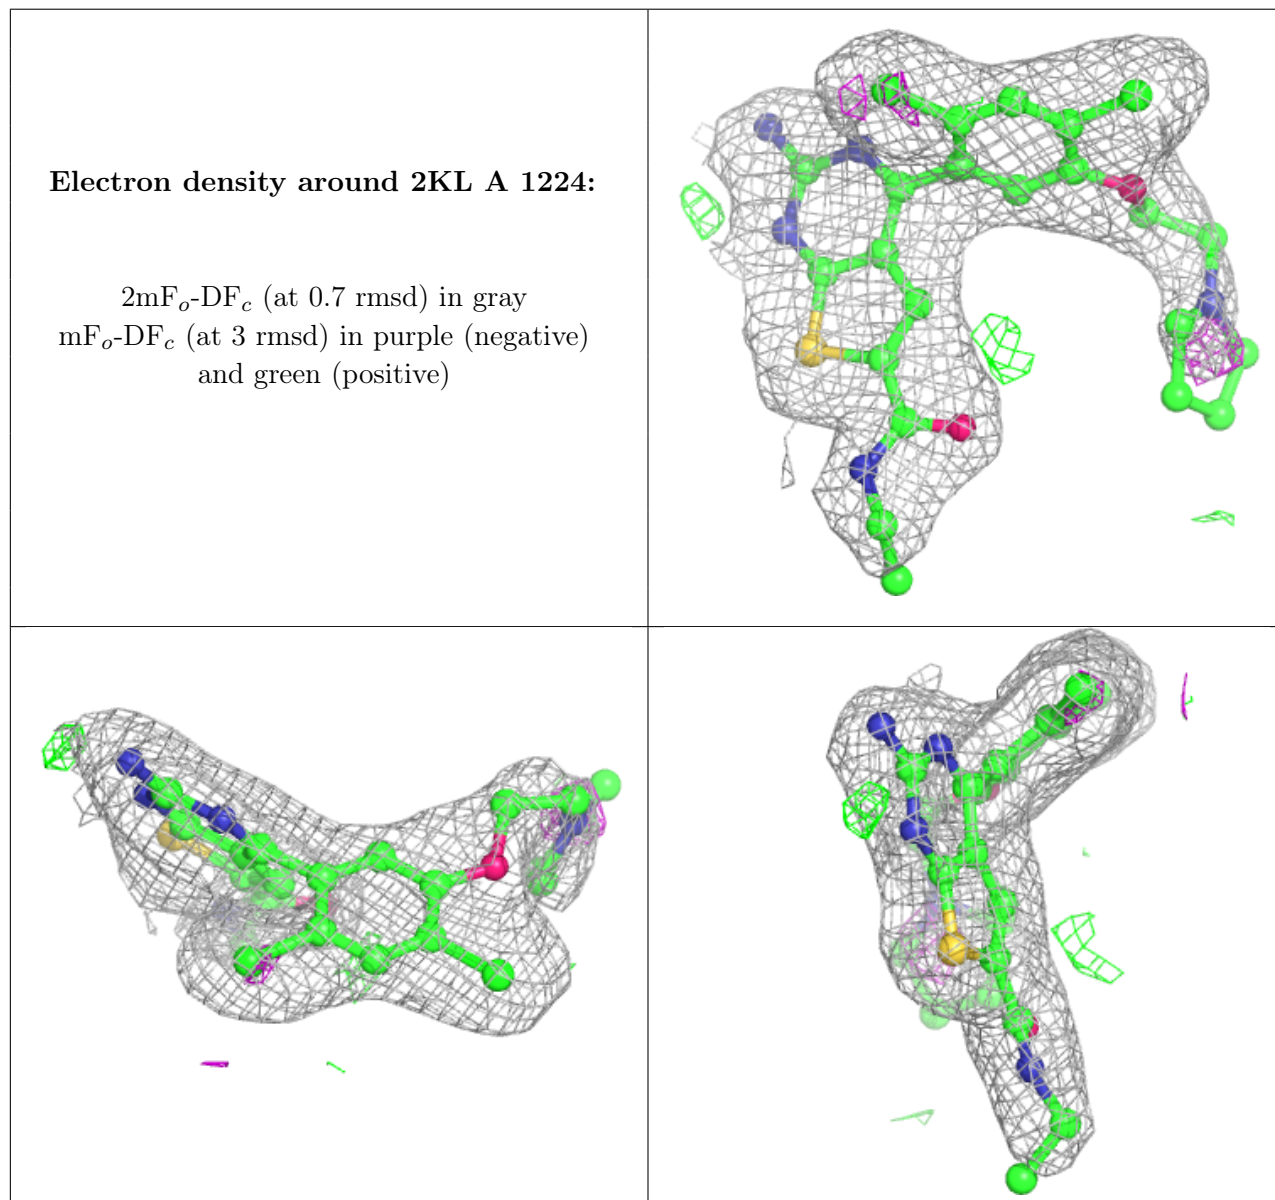 Electron density around 2KL A 1224:
2mFo-DFc (at 0.7 rmsd) in gray
mFo-DFc (at 3 rmsd) in purple (negative)
and green (positive)